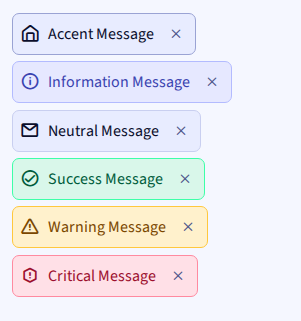 Accent Message
Information Message
Neutral Message
Success Message
Warning Message
Critical Message